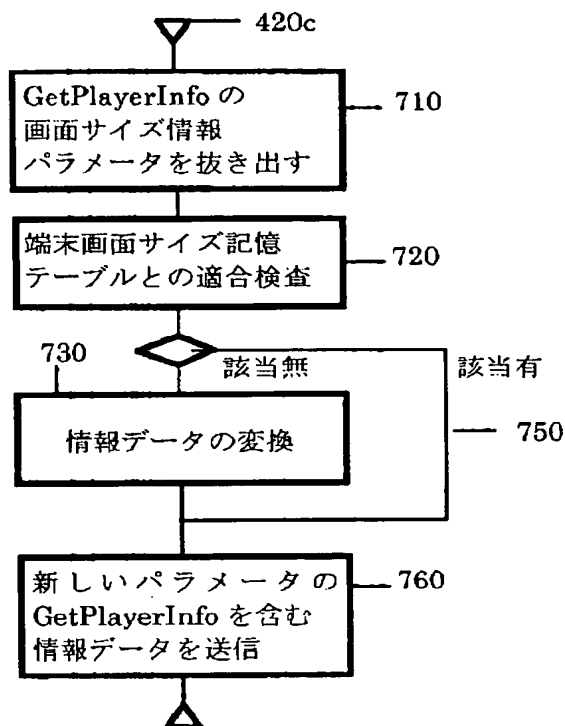 420c
GetPlayerInfo の
画面サイズ情報
パラメータを抜き出す
710
端末画面サイズ記憶
テーブルとの適合検査
720
730
該当無
該当有
情報データの変換
750
新しいパラメータの
GetPlayerInfo を含む
情報データを送信
760